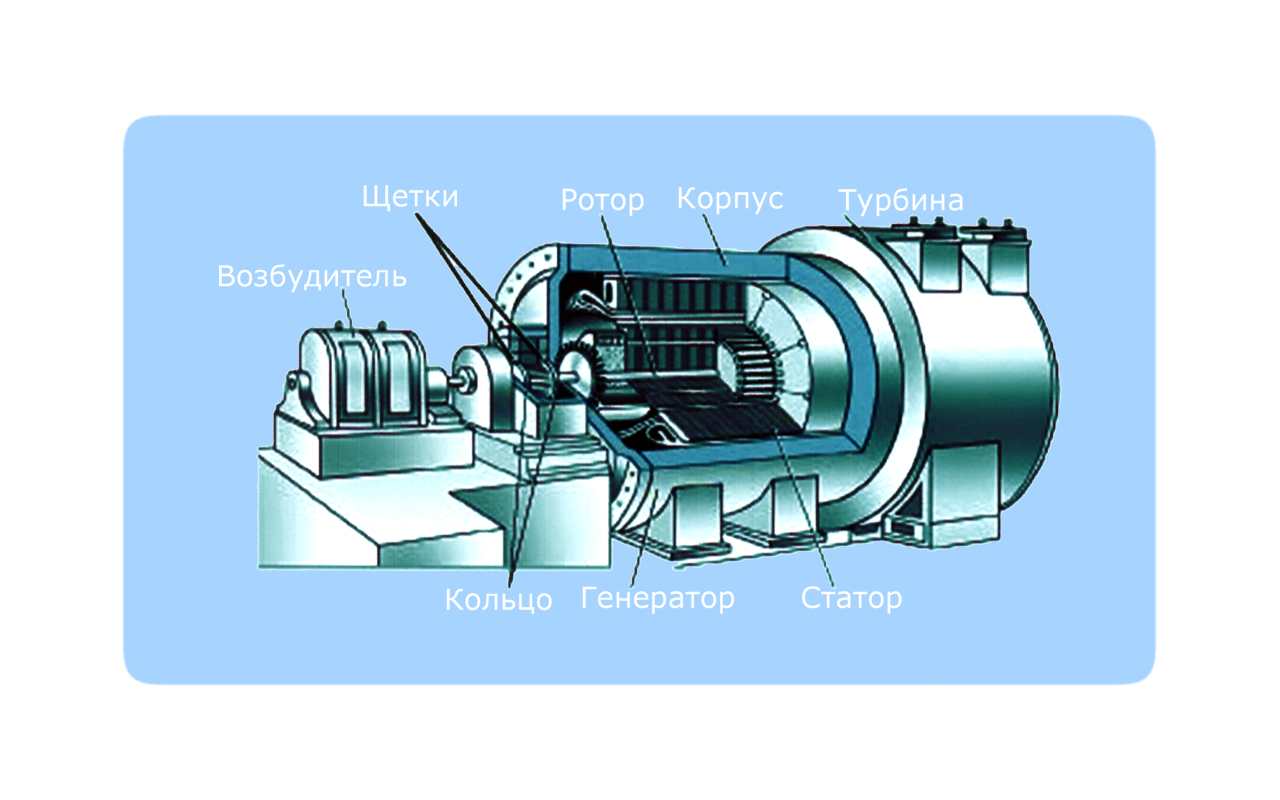 Щетки
Ротор
Корпус
Турбина
Возбудитель
Кольцо
Генератор
Статор